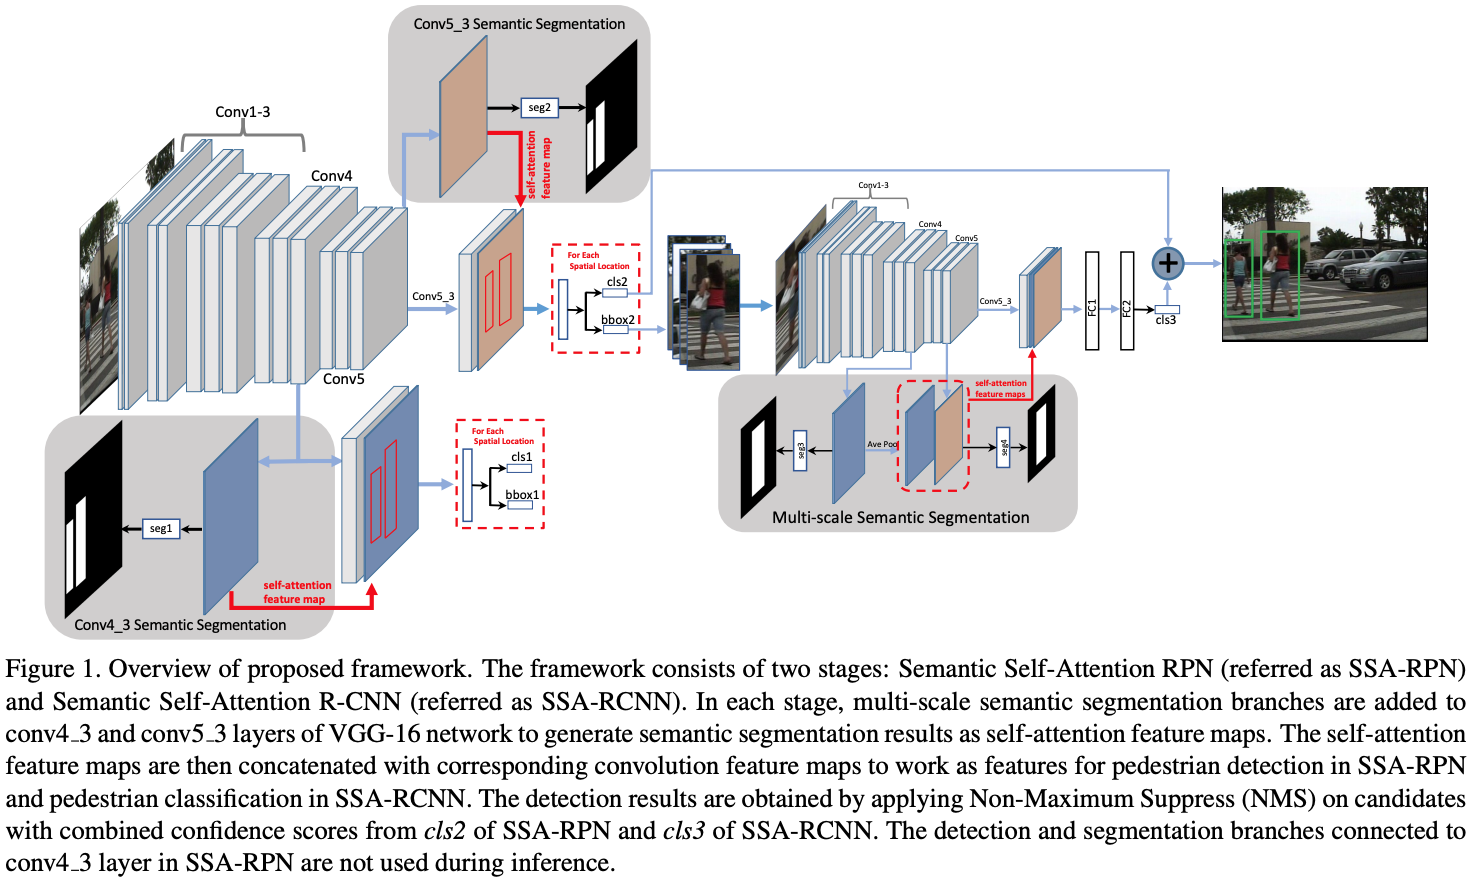 Conv5_3 Semantic Segmentation
seg2
self-attention
feature map
Conv1-3
Conv4
Conv5
Conv5_3
For Each
Spatial Location
cls2
bbox2
Conv1-3
Conv4
Conv5
Conv5_3
FC1
FC2
cls3
+
self-attention
feature maps
seg3
Ave Poo
seg4
Multi-scale Semantic Segmentation
For Each
Spatial Location
cls1
bbox1
seg1
self-attention
feature map
Conv4_3 Semantic Segmentation
Figure 1. Overview of proposed framework. The framework consists of two stages: Semantic Self-Attention RPN (referred as SSA-RPN)
and Semantic Self-Attention R-CNN (referred as SSA-RCNN). In each stage, multi-scale semantic segmentation branches are added to
conv4_3 and conv5_3 layers of VGG-16 network to generate semantic segmentation results as self-attention feature maps. The self-attention
feature maps are then concatenated with corresponding convolution feature maps to work as features for pedestrian detection in SSA-RPN
and pedestrian classification in SSA-RCNN. The detection results are obtained by applying Non-Maximum Suppress (NMS) on candidates
with combined confidence scores from cls2 of SSA-RPN and cls3 of SSA-RCNN. The detection and segmentation branches connected to
conv4_3 layer in SSA-RPN are not used during inference.